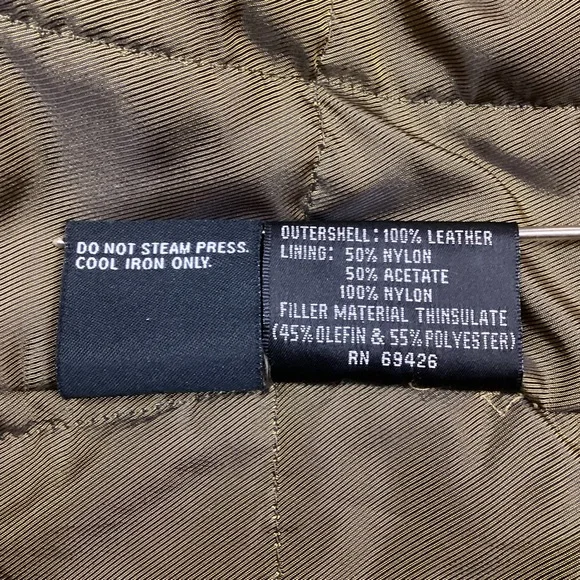 DO NOT STEAM PRESS.
COOL IRON ONLY.
OUTERSHELL: 100% LEATHER
LINING: 50% NYLON
50% ACETATE
100% NYLON
FILLER MATERIAL THINSULATE
(45% OLEFIN & 55% POLYESTER)
RN 69426